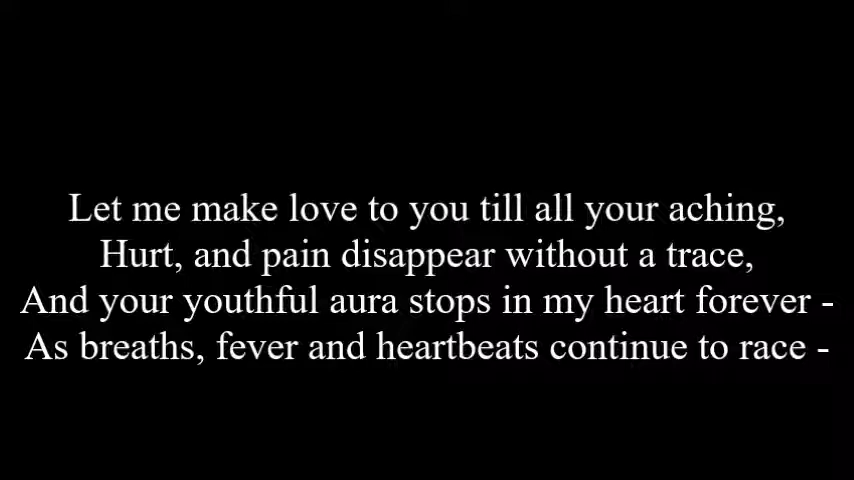 Let me make love to you till all your aching,
Hurt, and pain disappear without a trace,
And your youthful aura stops in my heart forever -
As breaths, fever and heartbeats continue to race -